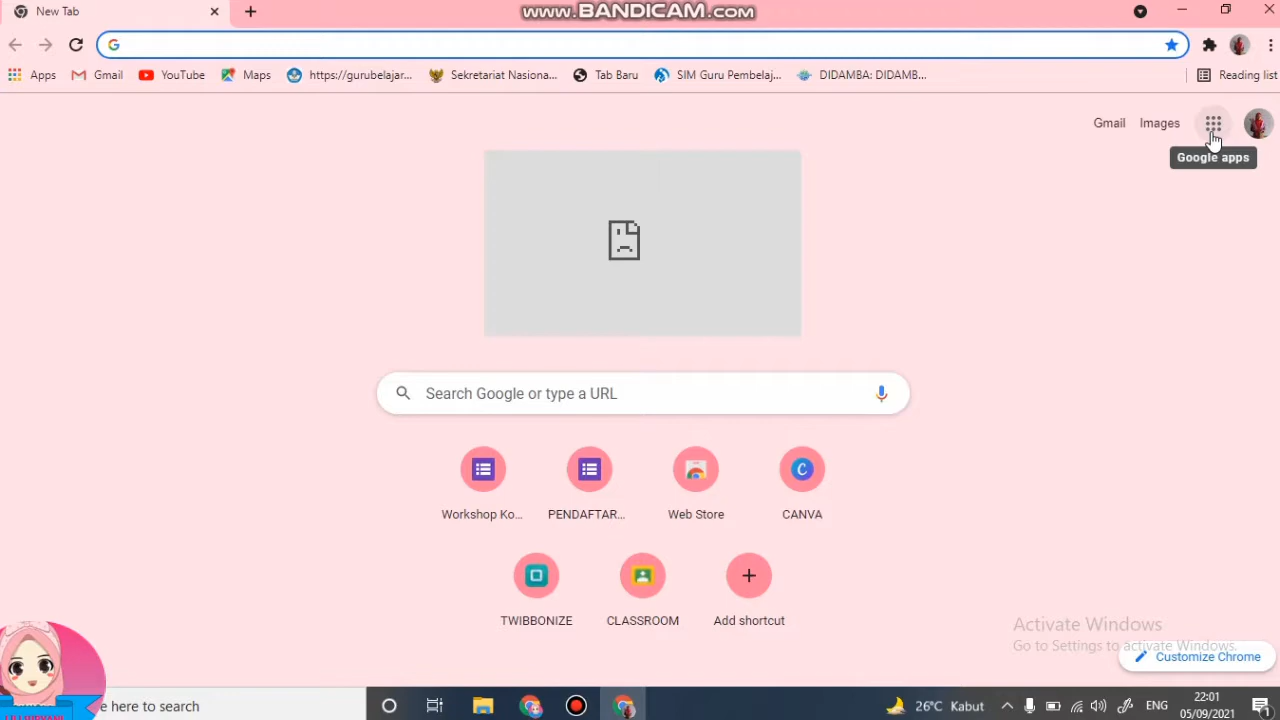 New Tab
www.BANDICAM.com
Apps
Gmail
YouTube
Maps
https://gurubelajar...
Sekretariat Nasiona...
Tab Baru
SIM Guru Pembelaj...
DIDAMBA: DIDAMB...
Reading list
Gmail
Images
Google apps
Search Google or type a URL
Workshop Ko...
PENDAFTAR...
Web Store
CANVA
TWIBBONIZE
CLASSROOM
Add shortcut
Activate Windows
Go to Settings to activate Windows.
Customize Chrome
e here to search
26°C Kabut
ENG
22:01
05/09/2021
1